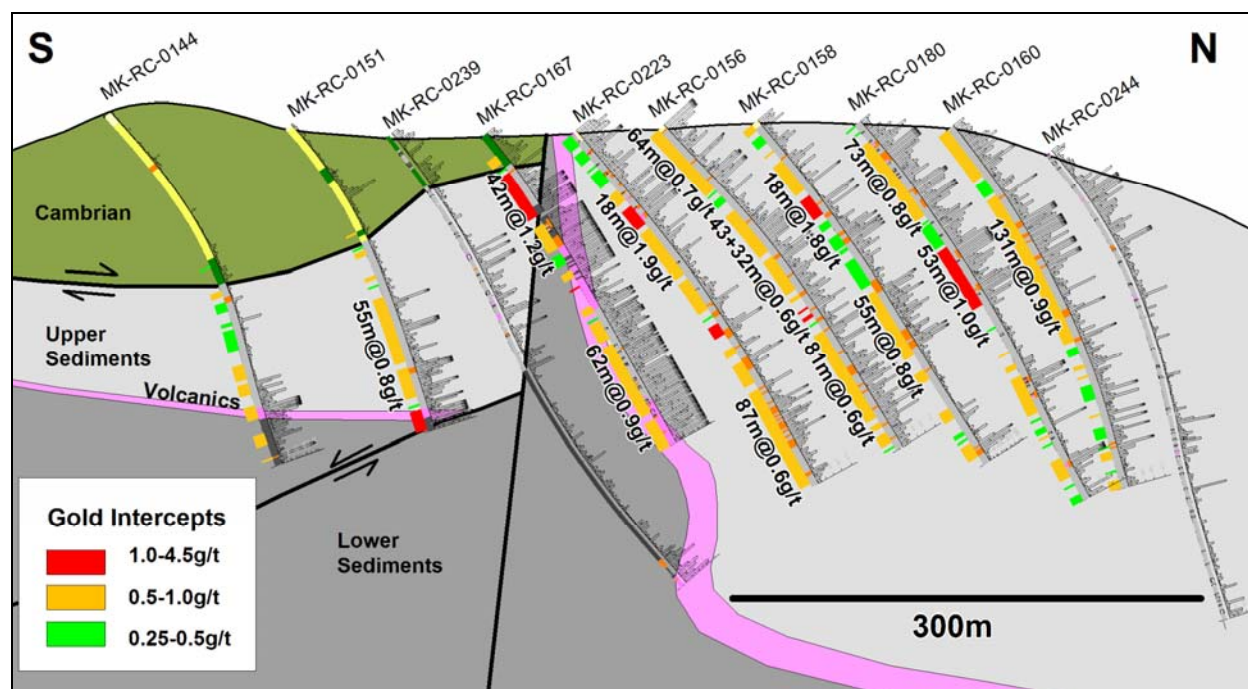 S
N
MK-RC-0144
MK-RC-0151
MK-RC-0239
MK-RC-0167
MK-RC-0223
MK-RC-0156
MK-RC-0158
MK-RC-0180
MK-RC-0160
MK-RC-0244
Cambrian
Upper
Sediments
Volcanics
Lower
Sediments
55m@0.8g/t
42m@1.2g/t
62m@0.9g/t
18m@1.9g/t
87m@0.6g/t
64m@0.7g/t
43+32m@0.6g/t
81m@0.6g/t
18m@1.8g/t
55m@0.8g/t
73m@0.8g/t
53m@1.0g/t
131m@0.9g/t
Gold Intercepts
1.0-4.5g/t
0.5-1.0g/t
0.25-0.5g/t
300m